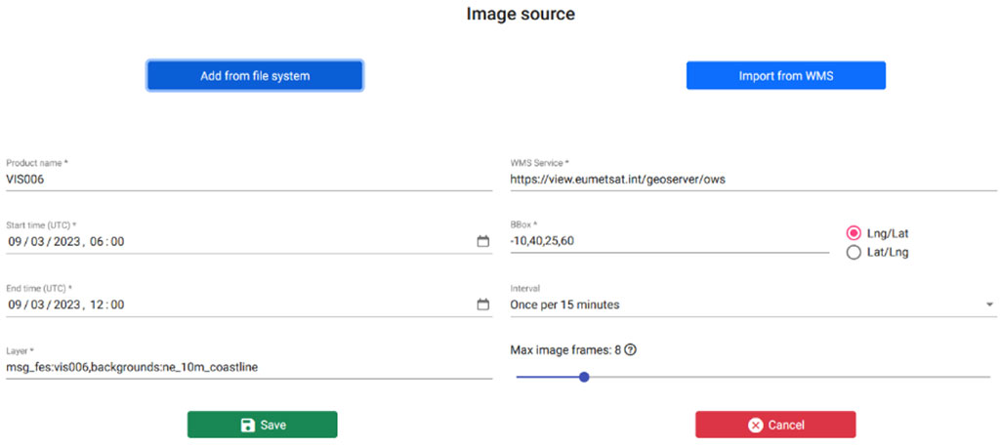 Image source
Add from file system
Import from WMS
Product name *
VIS006
WMS Service *
https://view.eumetsat.int/geoserver/ows
Start time (UTC) *
09/03/2023, 06:00
BBox *
-10,40,25,60
Lng/Lat
Lat/Lng
End time (UTC) *
09/03/2023, 12:00
Interval
Once per 15 minutes
Layer *
msg_fes:vis006,backgrounds:ne_10m_coastline
Max image frames: 8 ?
Save
Cancel